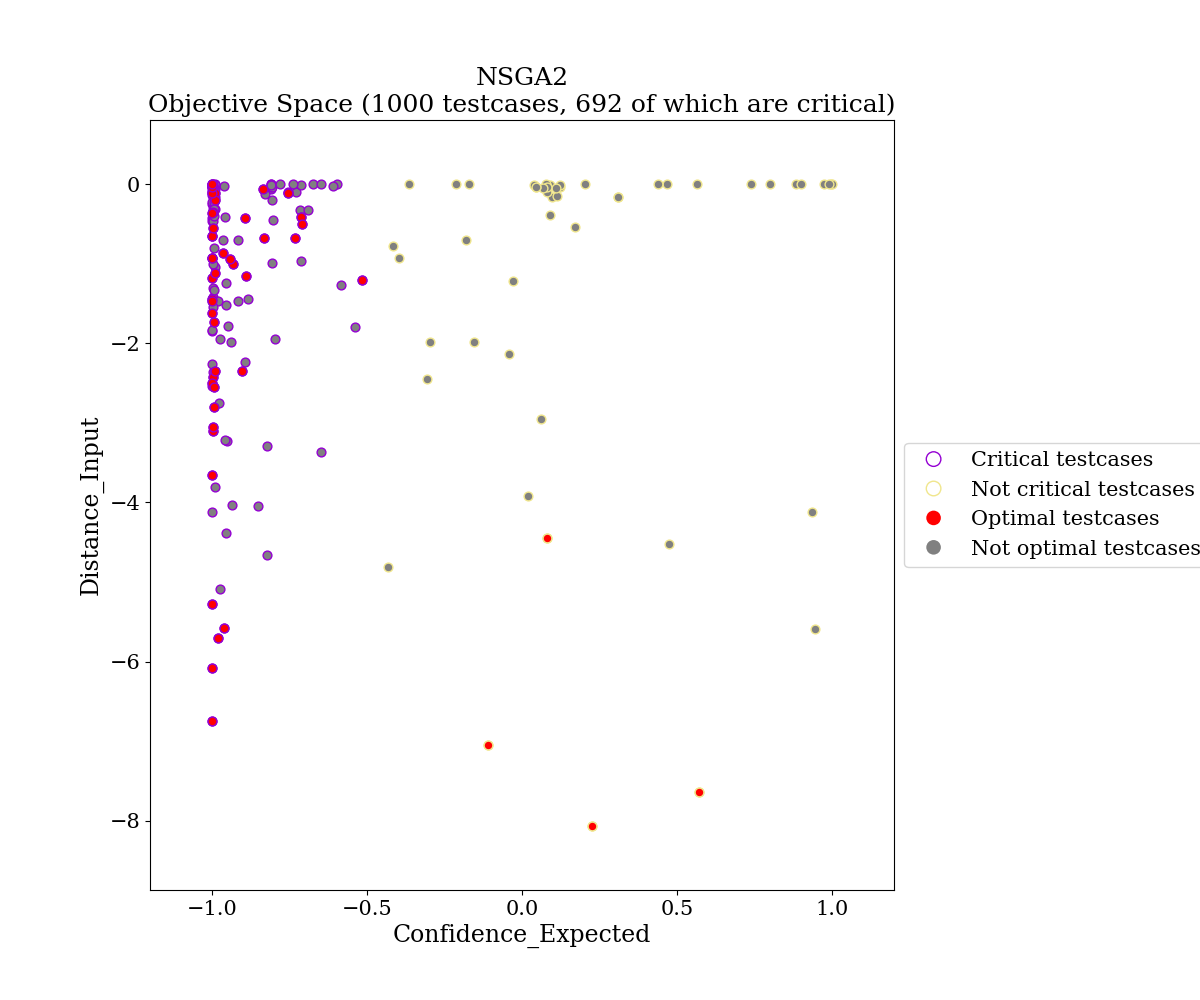 NSGA2
Objective Space (1000 testcases, 692 of which are critical)
0
−2
−4
−6
−8
Distance_Input
−1.0
−0.5
0.0
0.5
1.0
Confidence_Expected
Critical testcases
Not critical testcases
Optimal testcases
Not optimal testcases